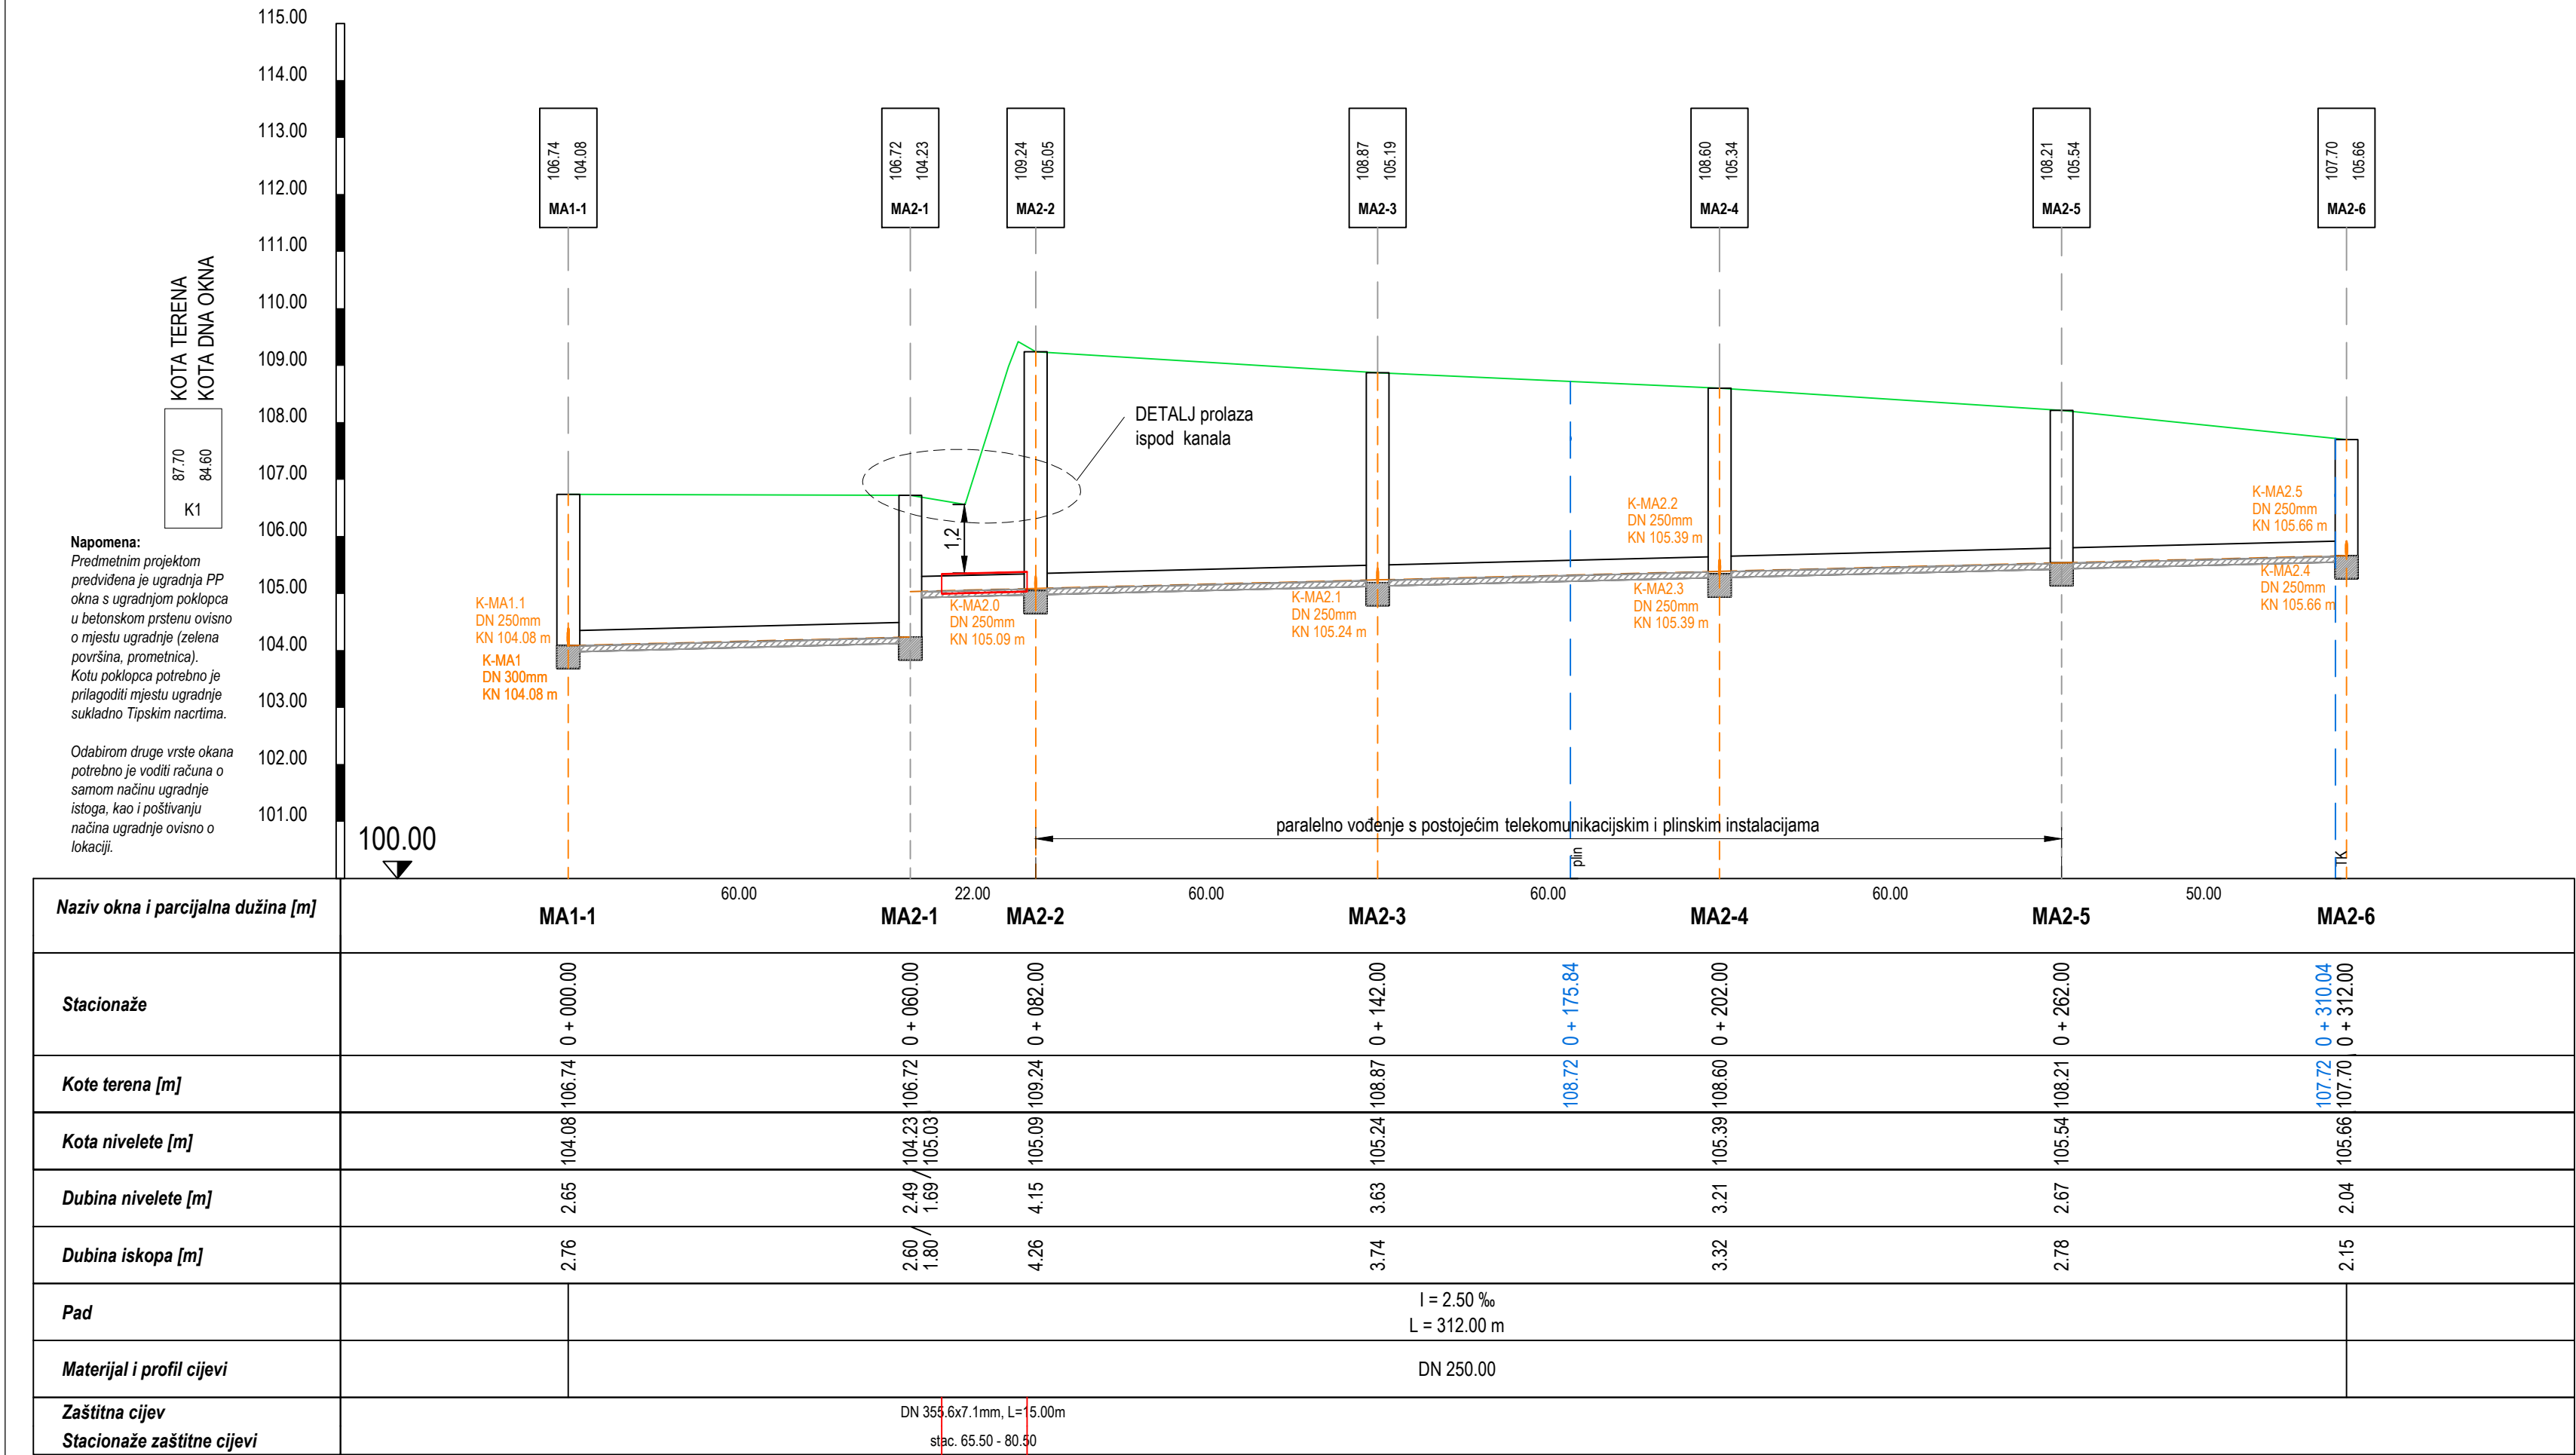 115.00
114.00
113.00
112.00
111.00
110.00
109.00
108.00
107.00
106.00
105.00
104.00
103.00
102.00
101.00
100.00
KOTA TERENA
KOTA DNA OKNA
87.70
84.60
K1
Napomena:
Predmetnim projektom
predviđena je ugradnja PP
okna s ugradnjom poklopca
u betonskom prstenu ovisno
o mjestu ugradnje (zelena
površina, prometnica).
Kotu poklopca potrebno je
prilagoditi mjestu ugradnje
sukladno Tipskim nacrtima.
Odabirom druge vrste okana
potrebno je voditi računa o
samom načinu ugradnje
istoga, kao i poštivanju
načina ugradnje ovisno o
lokaciji.
106.74
104.08
MA1-1
106.72
104.23
MA2-1
109.24
105.05
MA2-2
108.87
105.19
MA2-3
108.60
105.34
MA2-4
108.21
105.54
MA2-5
107.70
105.66
MA2-6
DETALJ prolaza
ispod kanala
1,2
K-MA1.1
DN 250mm
KN 104.08 m
K-MA1
DN 300mm
KN 104.08 m
K-MA2.0
DN 250mm
KN 105.09 m
K-MA2.1
DN 250mm
KN 105.24 m
K-MA2.2
DN 250mm
KN 105.39 m
K-MA2.3
DN 250mm
KN 105.39 m
K-MA2.5
DN 250mm
KN 105.66 m
K-MA2.4
DN 250mm
KN 105.66 m
paralelno vođenje s postojećim telekomunikacijskim i plinskim instalacijama
plin
TK
Naziv okna i parcijalna dužina [m]
60.00 22.00 60.00 60.00 60.00 50.00
MA1-1 MA2-1 MA2-2 MA2-3 MA2-4 MA2-5 MA2-6
Stacionaže
0 + 000.00
0 + 060.00
0 + 082.00
0 + 142.00
0 + 175.84
0 + 202.00
0 + 262.00
0 + 310.04
0 + 312.00
Kote terena [m]
106.74
106.72
109.24
108.87
108.72
108.60
108.21
107.72
107.70
Kota nivelete [m]
104.08
104.23 /
105.03
105.09
105.24
105.39
105.54
105.66
Dubina nivelete [m]
2.65
2.49 /
1.69
4.15
3.63
3.21
2.67
2.04
Dubina iskopa [m]
2.76
2.60 /
1.80
4.26
3.74
3.32
2.78
2.15
Pad
I = 2.50 ‰
L = 312.00 m
Materijal i profil cijevi
DN 250.00
Zaštitna cijev
DN 355.6x7.1mm, L=15.00m
Stacionaže zaštitne cijevi
stac. 65.50 - 80.50